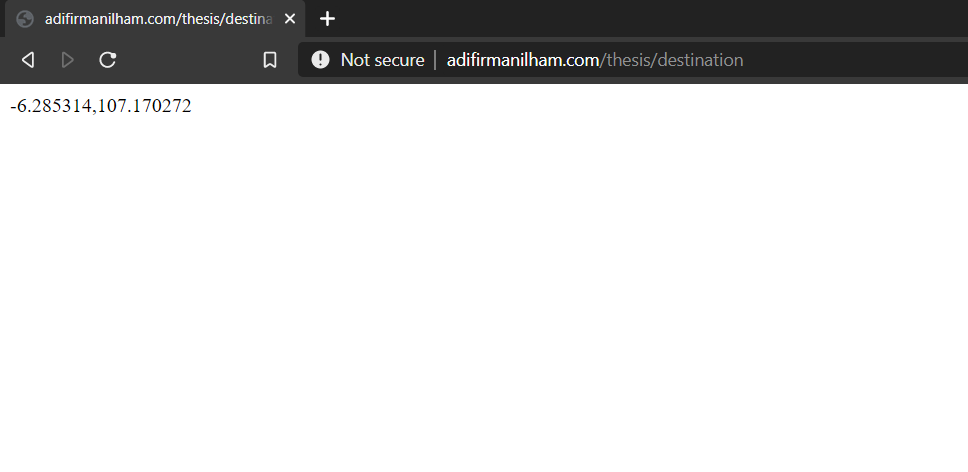 adifirmanilham.com/thesis/destina
Not secure | adifirmanilham.com/thesis/destination
-6.285314,107.170272